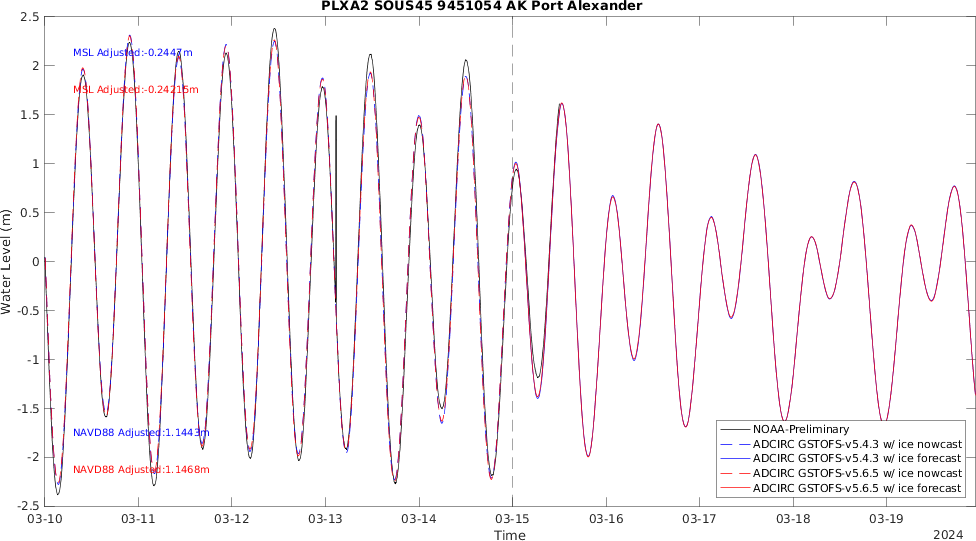 PLXA2 SOUS45 9451054 AK Port Alexander
2.5
2
1.5
1
0.5
0
-0.5
-1
-1.5
-2
-2.5
Water Level (m)
MSL Adjusted:-0.2447m
MSL Adjusted:-0.24215m
NAVD88 Adjusted:1.1443m
NAVD88 Adjusted:1.1468m
NOAA-Preliminary
ADCIRC GSTOFS-v5.4.3 w/ ice nowcast
ADCIRC GSTOFS-v5.4.3 w/ ice forecast
ADCIRC GSTOFS-v5.6.5 w/ ice nowcast
ADCIRC GSTOFS-v5.6.5 w/ ice forecast
03-10 03-11 03-12 03-13 03-14 03-15 03-16 03-17 03-18 03-19
Time
2024